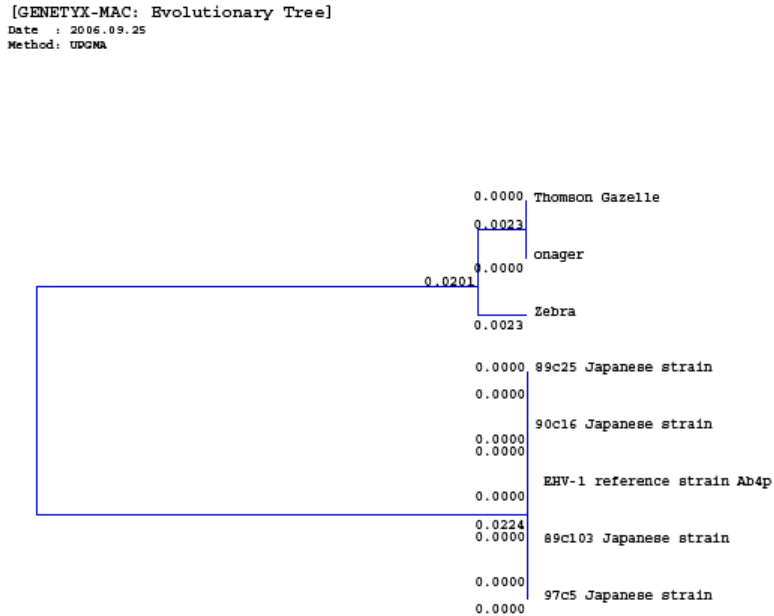 [GENETYX-MAC: Evolutionary Tree]
Date : 2006.09.25
Method: UPGMA
0.0000 Thomson Gazelle
0.0023
onager
0.0000
0.0201
Zebra
0.0023
0.0000 89c25 Japanese strain
0.0000
90c16 Japanese strain
0.0000
0.0000
EHV-1 reference strain Ab4p
0.0000
0.0224
0.0000 89c103 Japanese strain
0.0000
97c5 Japanese strain
0.0000